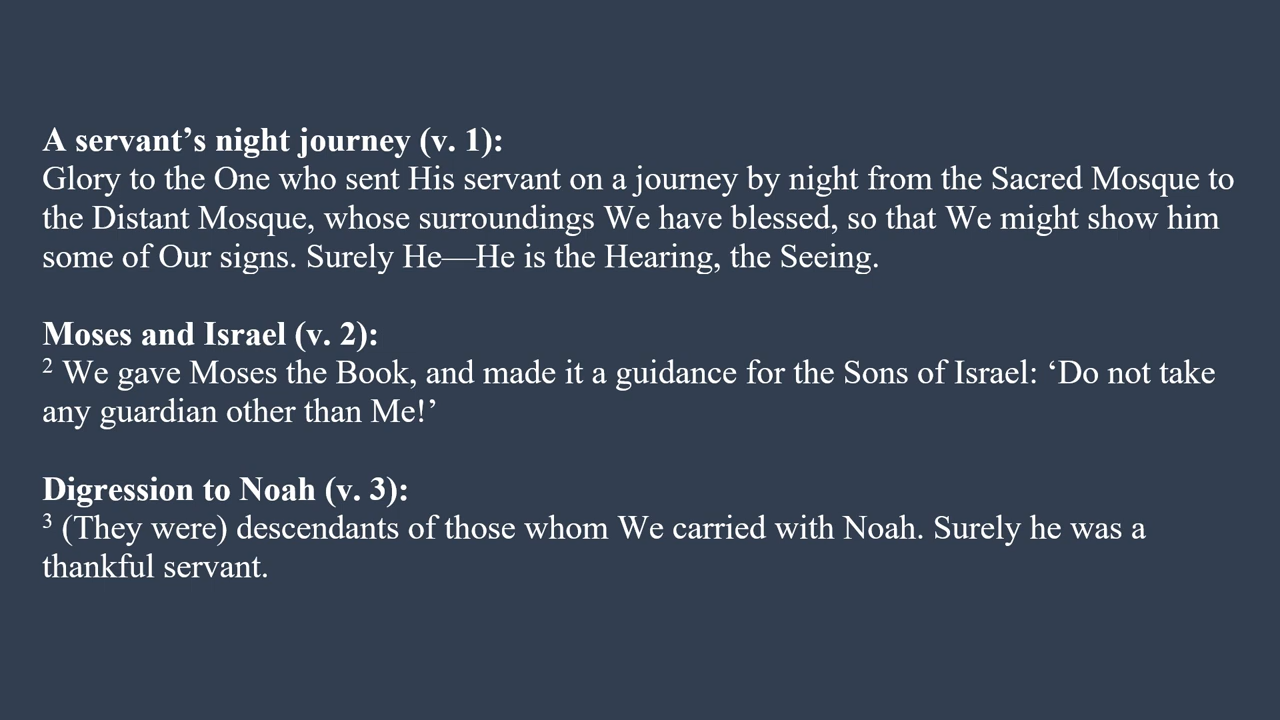 A servant’s night journey (v. 1):
Glory to the One who sent His servant on a journey by night from the Sacred Mosque to
the Distant Mosque, whose surroundings We have blessed, so that We might show him
some of Our signs. Surely He—He is the Hearing, the Seeing.
Moses and Israel (v. 2):
² We gave Moses the Book, and made it a guidance for the Sons of Israel: ‘Do not take
any guardian other than Me!’
Digression to Noah (v. 3):
³ (They were) descendants of those whom We carried with Noah. Surely he was a
thankful servant.